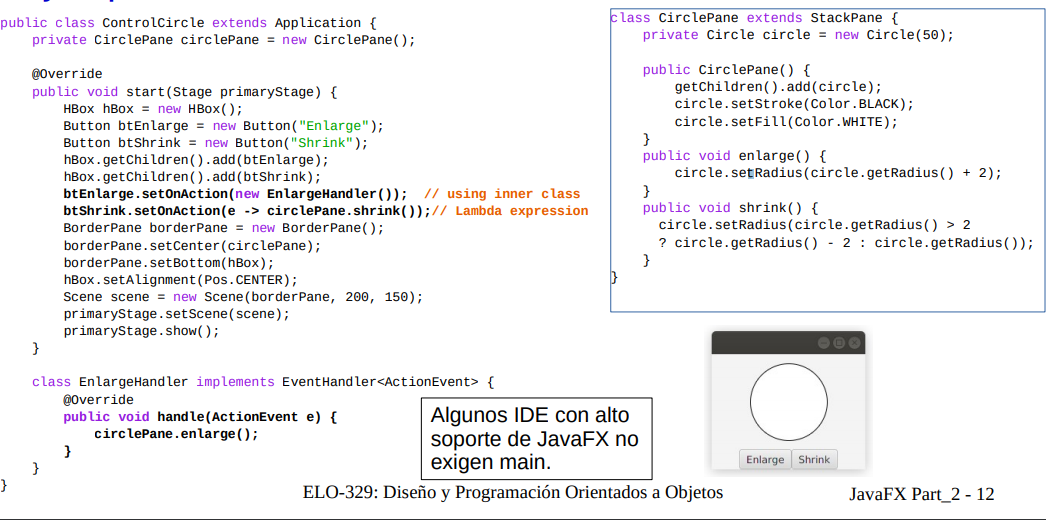 public class ControlCircle extends Application {
    private CirclePane circlePane = new CirclePane();

    @Override
    public void start(Stage primaryStage) {
        HBox hBox = new HBox();
        Button btEnlarge = new Button("Enlarge");
        Button btShrink = new Button("Shrink");
        hBox.getChildren().add(btEnlarge);
        hBox.getChildren().add(btShrink);
        btEnlarge.setOnAction(new EnlargeHandler());  // using inner class
        btShrink.setOnAction(e -> circlePane.shrink());// Lambda expression
        BorderPane borderPane = new BorderPane();
        borderPane.setCenter(circlePane);
        borderPane.setBottom(hBox);
        hBox.setAlignment(Pos.CENTER);
        Scene scene = new Scene(borderPane, 200, 150);
        primaryStage.setScene(scene);
        primaryStage.show();
    }

    class EnlargeHandler implements EventHandler<ActionEvent> {
        @Override
        public void handle(ActionEvent e) {
            circlePane.enlarge();
        }
    }
}
class CirclePane extends StackPane {
    private Circle circle = new Circle(50);

    public CirclePane() {
        getChildren().add(circle);
        circle.setStroke(Color.BLACK);
        circle.setFill(Color.WHITE);
    }
    public void enlarge() {
        circle.setRadius(circle.getRadius() + 2);
    }
    public void shrink() {
      circle.setRadius(circle.getRadius() > 2
      ? circle.getRadius() - 2 : circle.getRadius());
    }
}
Enlarge Shrink
Algunos IDE con alto
soporte de JavaFX no
exigen main.
ELO-329: Diseño y Programación Orientados a Objetos
JavaFX Part_2 - 12